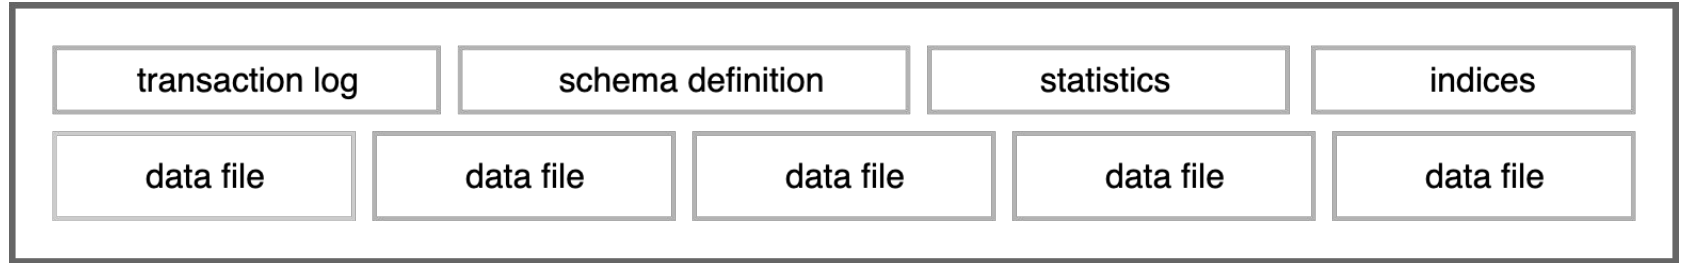 transaction log schema definition statistics indices
data file data file data file data file data file